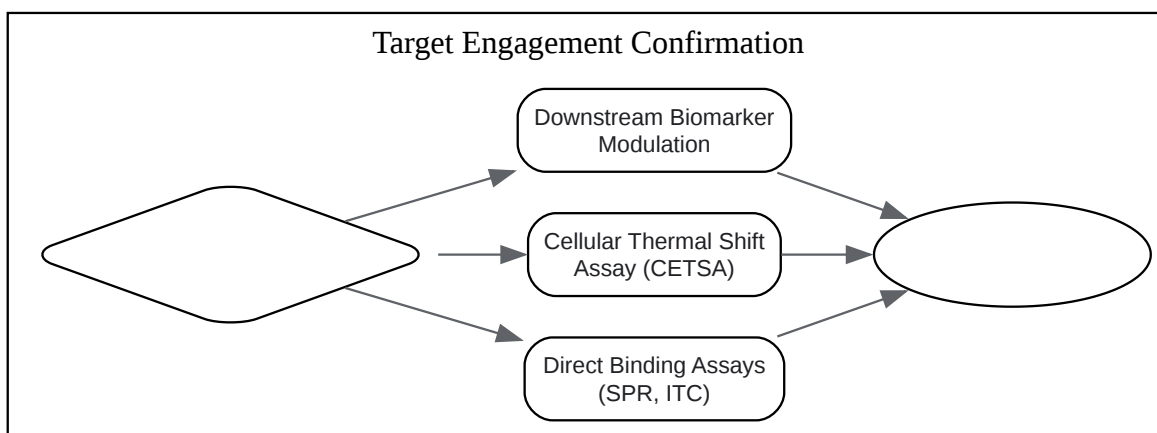 Target Engagement Confirmation
Downstream Biomarker
Modulation
Cellular Thermal Shift
Assay (CETSA)
Direct Binding Assays
(SPR, ITC)